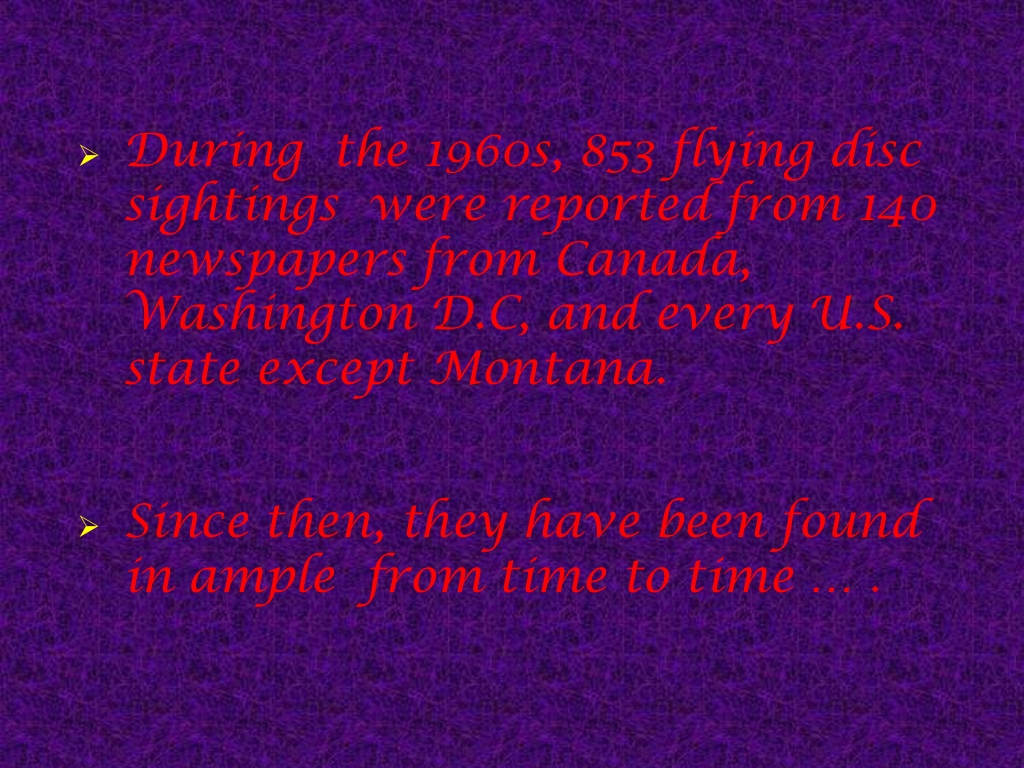 During the 1960s, 853 flying disc
sightings were reported from 140
newspapers from Canada,
Washington D.C, and every U.S.
state except Montana.
Since then, they have been found
in ample from time to time … .